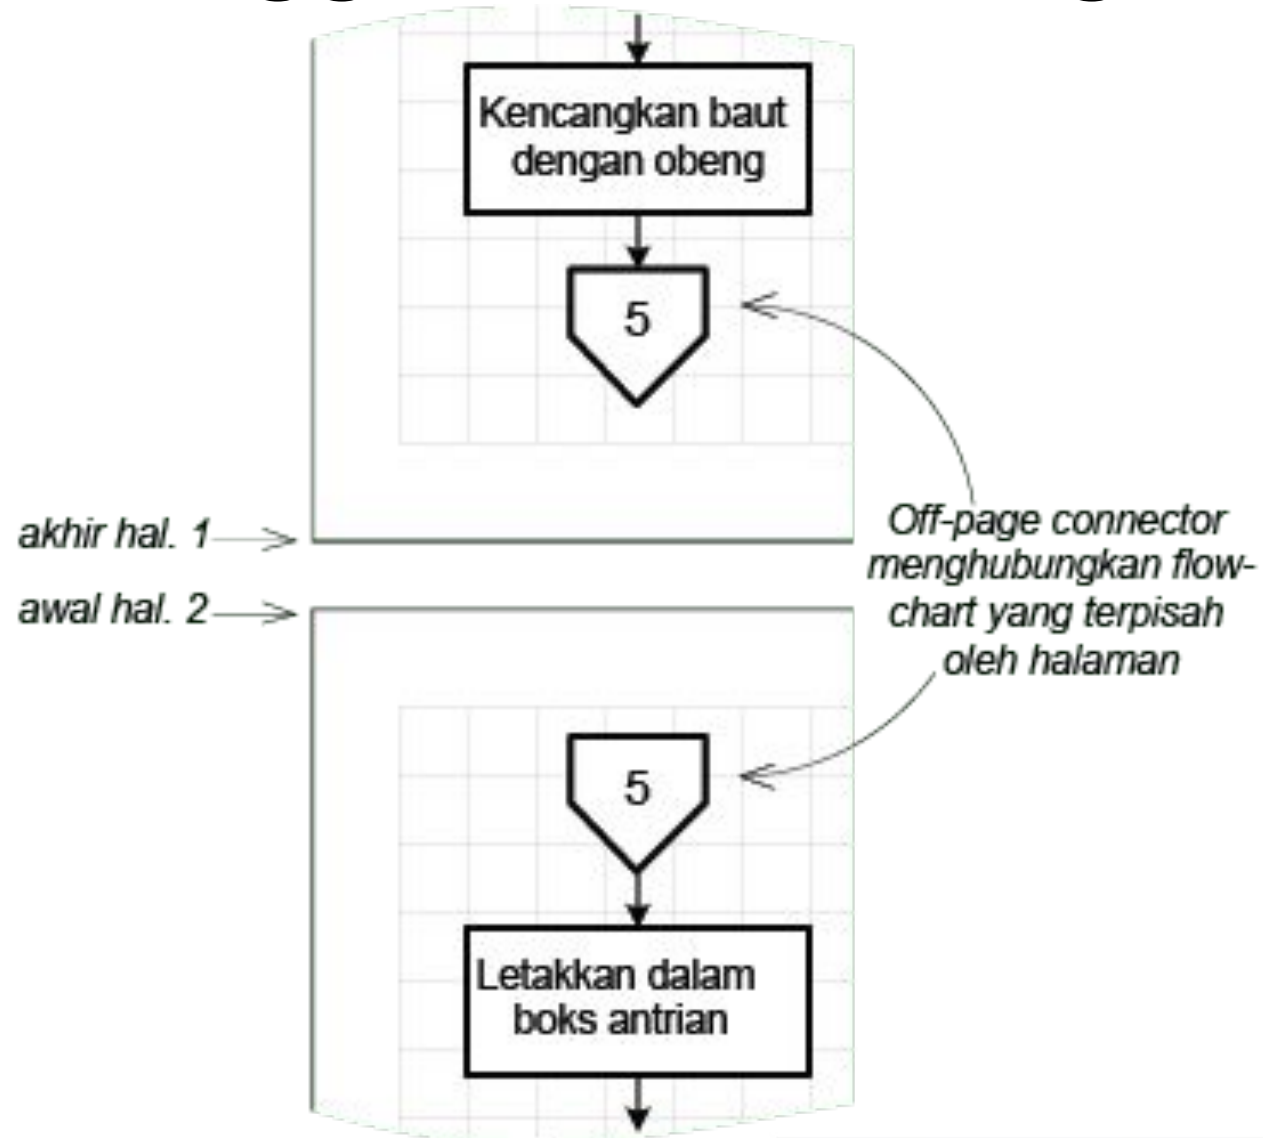 Kencangkan baut
dengan obeng
5
akhir hal. 1
awal hal. 2
Off-page connector
menghubungkan flow-
chart yang terpisah
oleh halaman
5
Letakkan dalam
boks antrian